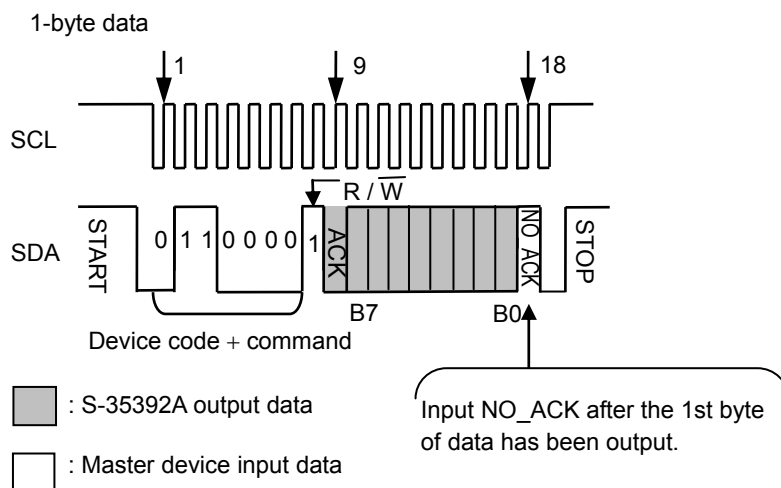 1-byte data
1 9 18
SCL
R / W
SDA START 0 1 1 0 0 0 0 1 ACK NO_ACK STOP
B7 B0
Device code + command
: S-35392A output data
: Master device input data
Input NO_ACK after the 1st byte
of data has been output.